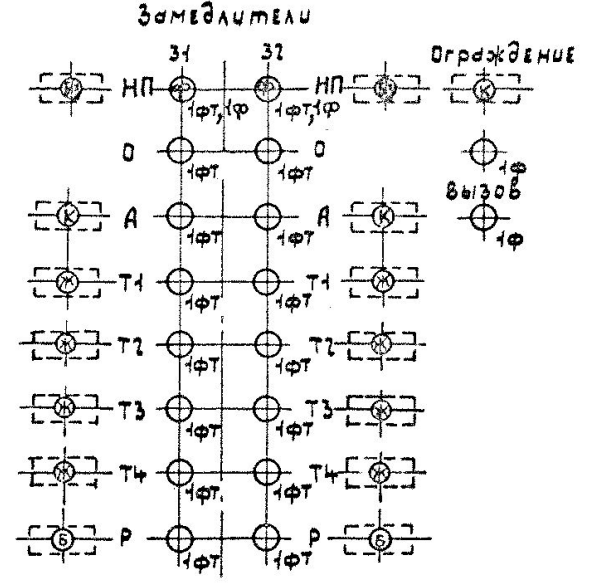 Замедлители
З1 З2
Ограждение
НП НП К
1фт,1ф 1фт,1ф
О О
1фт 1фт 1ф
Вызов
К А А К
1фт 1фт 1ф
Ж Т1 Т1 Ж
1фт 1фт
Ж Т2 Т2 Ж
1фт 1фт
Ж Т3 Т3 Ж
1фт 1фт
Ж Т4 Т4 Ж
1фт 1фт
Б Р Р Б
1фт 1фт